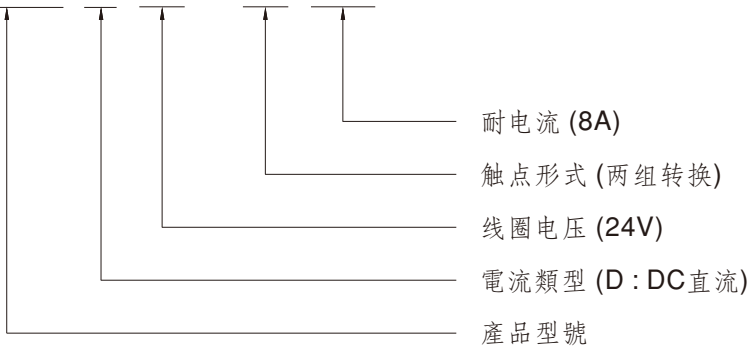 耐电流 (8A)
触点形式 (两组转换)
线圈电压 (24V)
電流類型 (D : DC直流)
產品型號